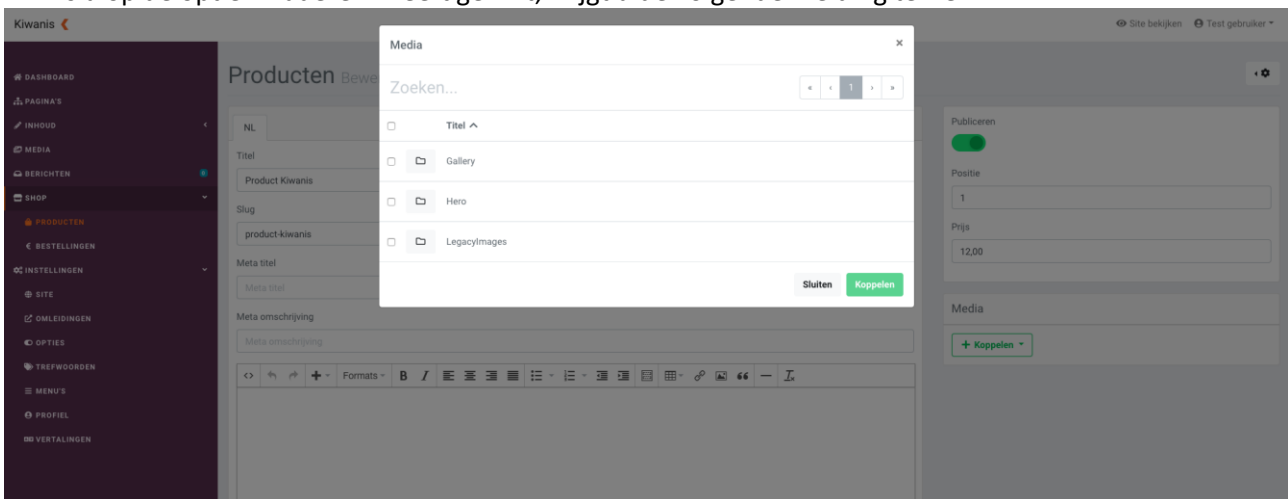 Kiwanis
Site bekijken
Test gebruiker
Media
×
DASHBOARD
PAGINA'S
INHOUD
MEDIA
BERICHTEN
SHOP
PRODUCTEN
€ BESTELLINGEN
INSTELLINGEN
SITE
OMLEIDINGEN
OPTIES
TREFWOORDEN
MENU'S
PROFIEL
VERTALINGEN
Producten Bewe
NL
Titel
Product Kiwanis
Slug
product-kiwanis
Meta titel
Meta titel
Meta omschrijving
Meta omschrijving
Formats
B I
Zoeken...
« ‹ 1 › »
Titel
Gallery
Hero
LegacyImages
Sluiten
Koppelen
Publiceren
Positie
1
Prijs
12,00
Media
+ Koppelen